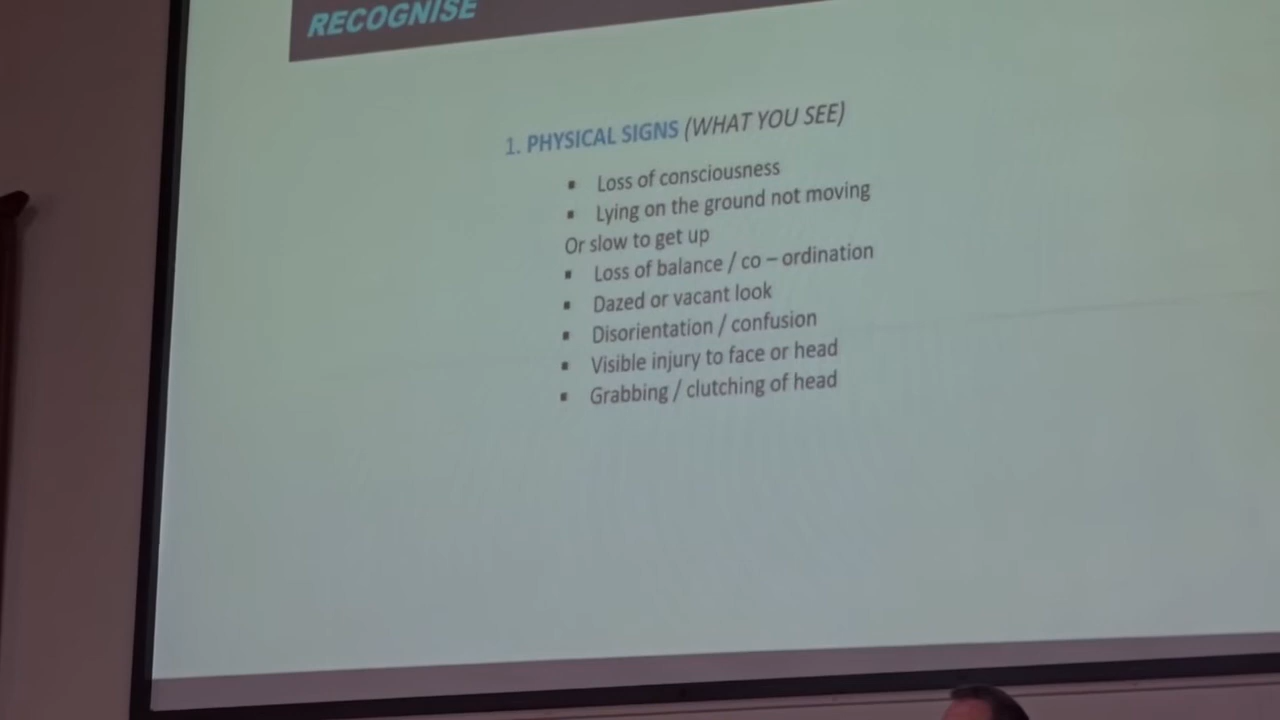 RECOGNISE
1. PHYSICAL SIGNS (WHAT YOU SEE)
▪ Loss of consciousness
▪ Lying on the ground not moving
Or slow to get up
▪ Loss of balance / co – ordination
▪ Dazed or vacant look
▪ Disorientation / confusion
▪ Visible injury to face or head
▪ Grabbing / clutching of head